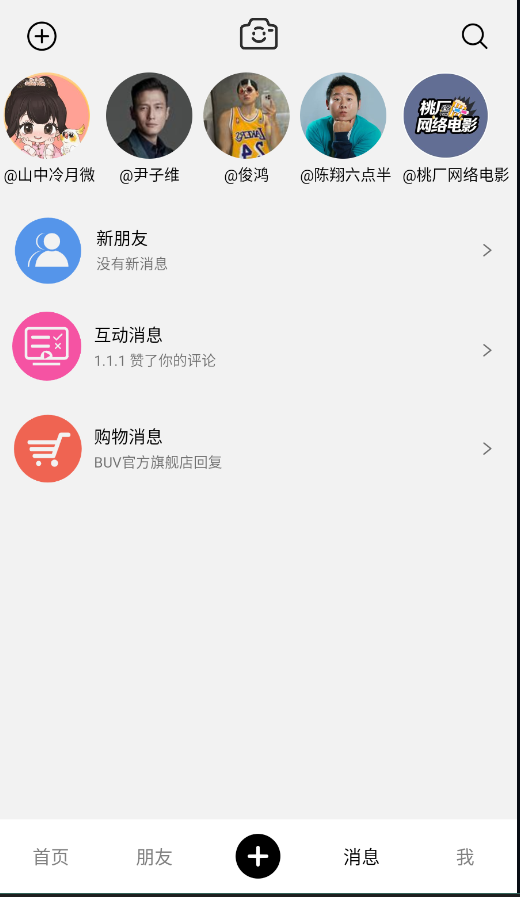 桃厂
网络电影
@山中冷月微 @尹子维 @俊鸿 @陈翔六点半 @桃厂网络电影
新朋友
没有新消息
互动消息
1.1.1 赞了你的评论
购物消息
BUV官方旗舰店回复
首页 朋友 消息 我